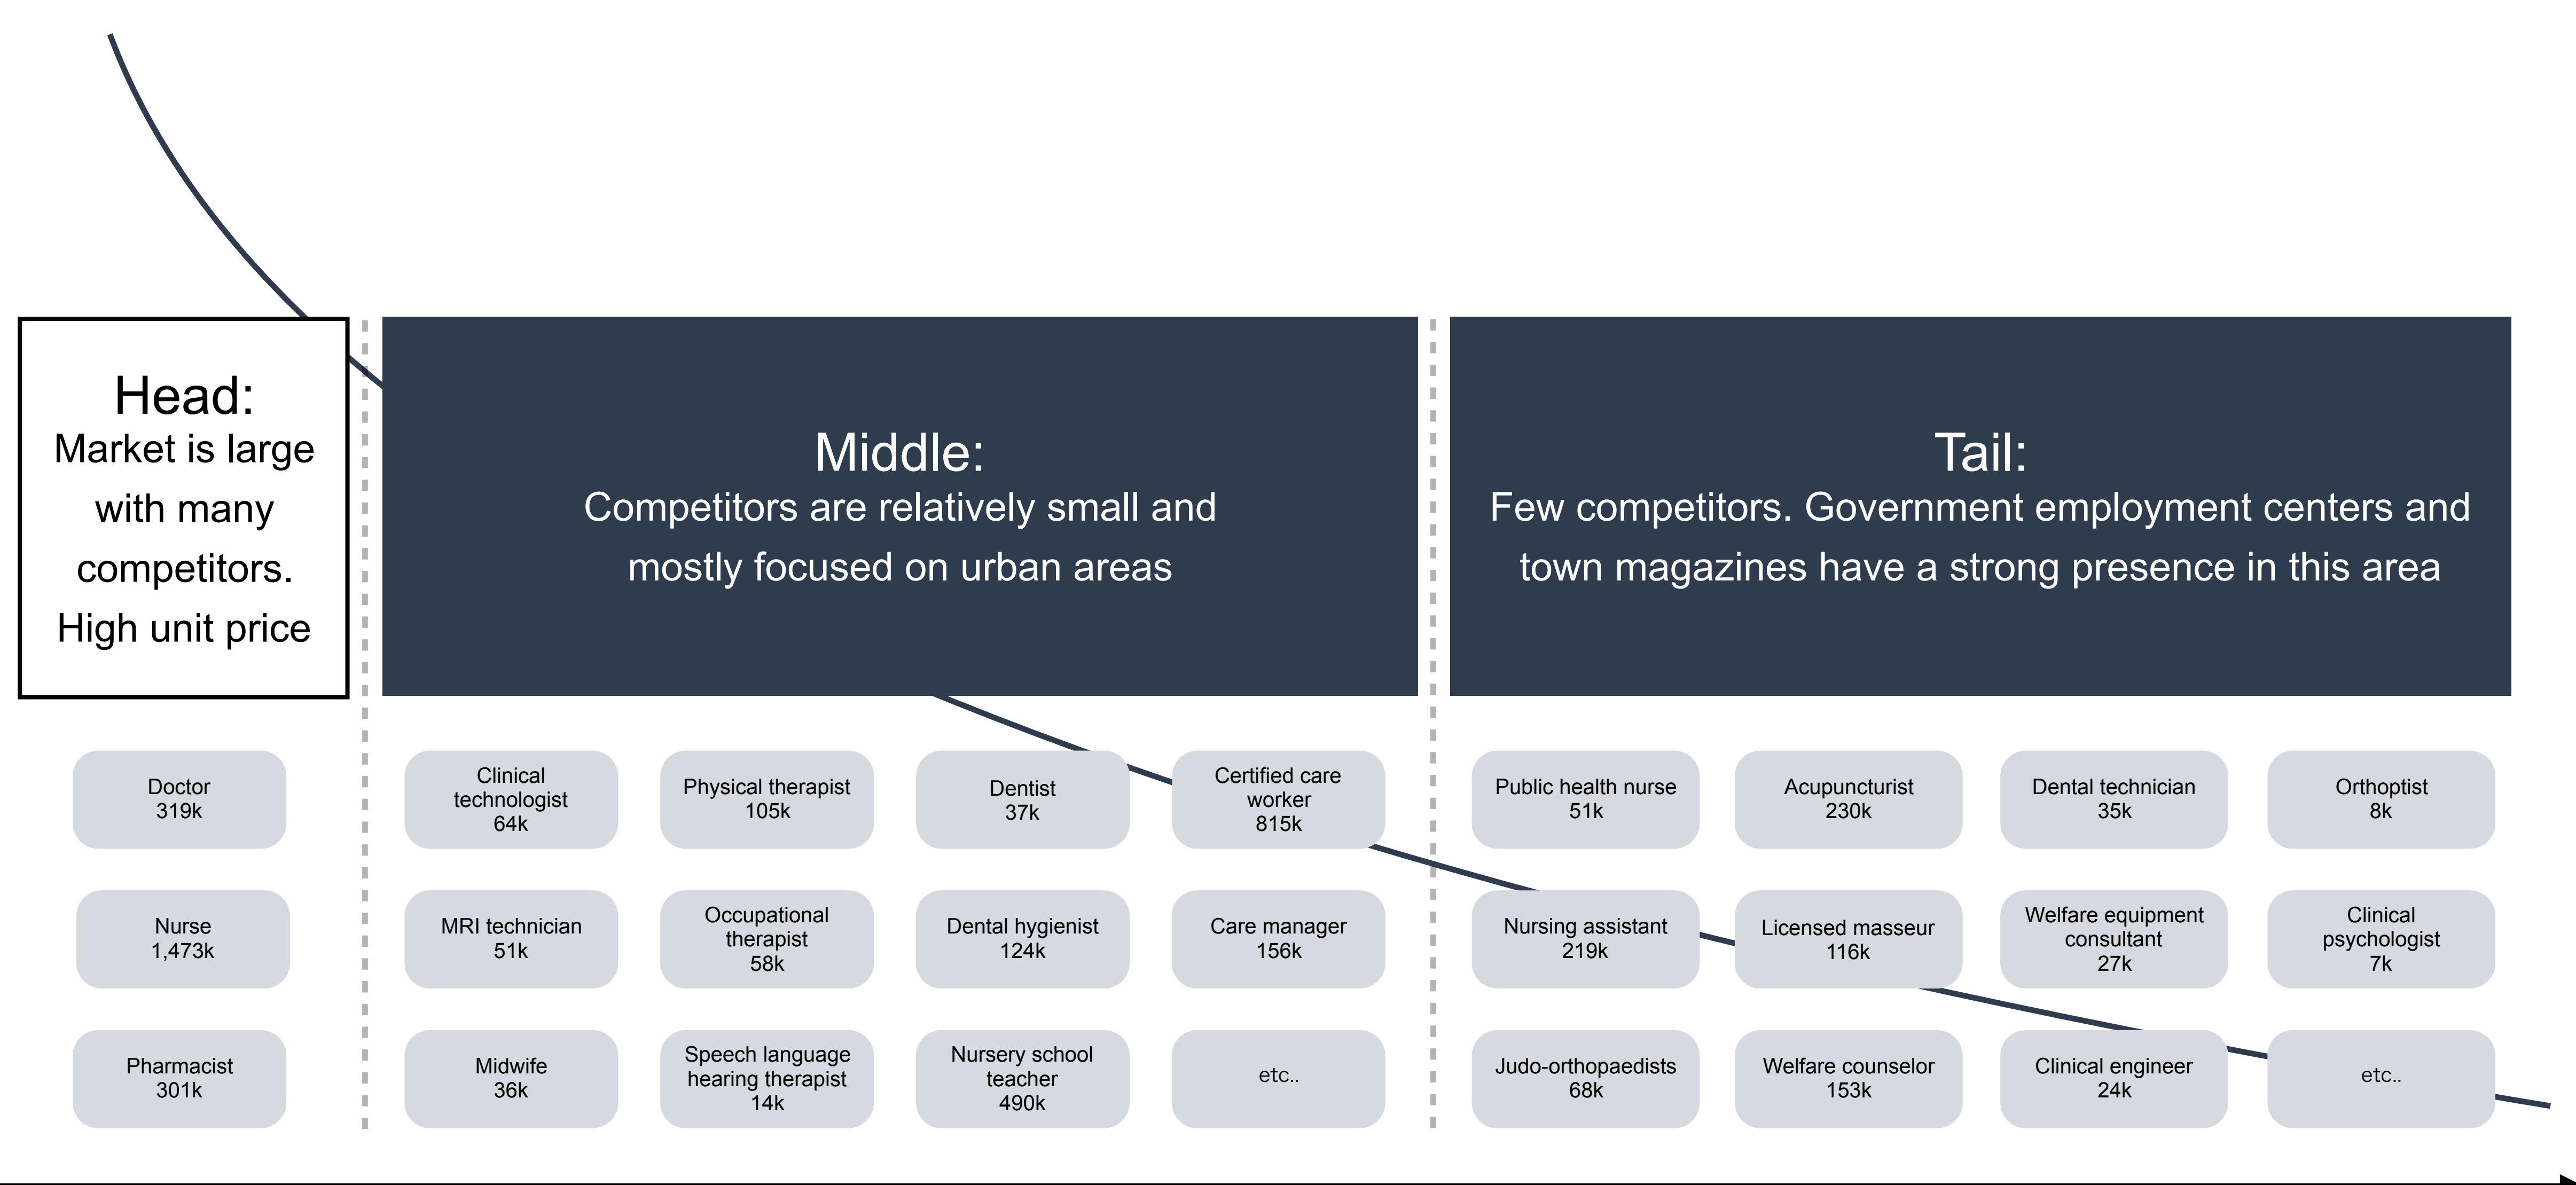 Head:
Market is large
with many
competitors.
High unit price
Middle:
Competitors are relatively small and
mostly focused on urban areas
Tail:
Few competitors. Government employment centers and
town magazines have a strong presence in this area
Doctor
319k
Nurse
1,473k
Pharmacist
301k
Clinical
technologist
64k
MRI technician
51k
Midwife
36k
Physical therapist
105k
Occupational
therapist
58k
Speech language
hearing therapist
14k
Dentist
37k
Dental hygienist
124k
Nursery school
teacher
490k
Certified care
worker
815k
Care manager
156k
etc..
Public health nurse
51k
Nursing assistant
219k
Judo-orthopaedists
68k
Acupuncturist
230k
Licensed masseur
116k
Welfare counselor
153k
Dental technician
35k
Welfare equipment
consultant
27k
Clinical engineer
24k
Orthoptist
8k
Clinical
psychologist
7k
etc..